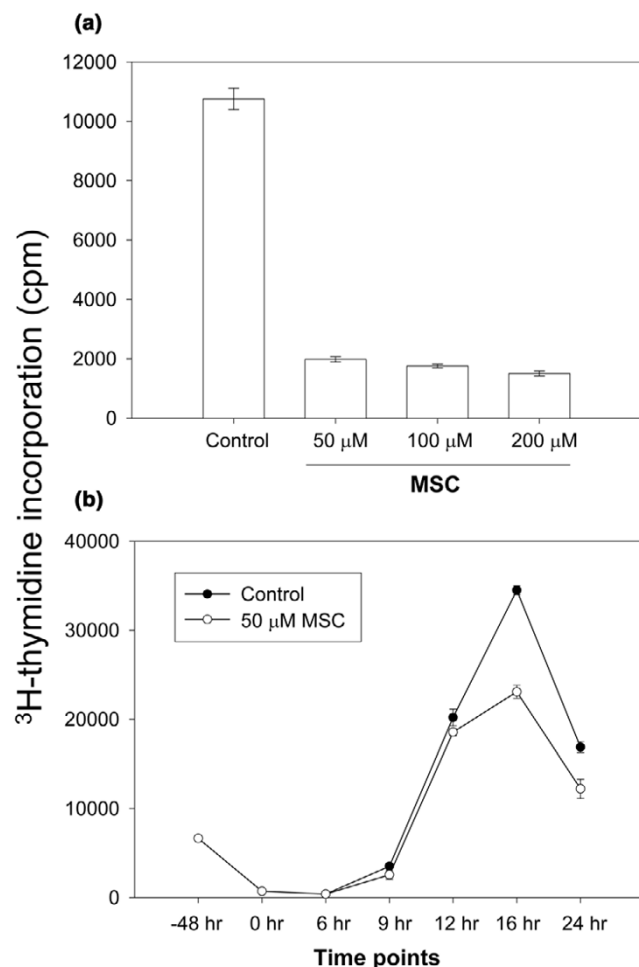 (a)
³H-thymidine incorporation (cpm)
12000
10000
8000
6000
4000
2000
0
Control
50 μM
100 μM
200 μM
MSC
(b)
40000
30000
20000
10000
0
Control
50 μM MSC
-48 hr
0 hr
6 hr
9 hr
12 hr
16 hr
24 hr
Time points